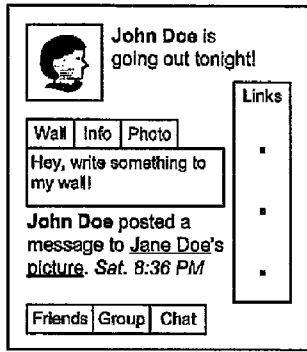 John Doe is
going out tonight!
Links
Wall Info Photo
Hey, write something to
my wall!
John Doe posted a
message to Jane Doe's
picture. Sat. 8:36 PM
Friends Group Chat